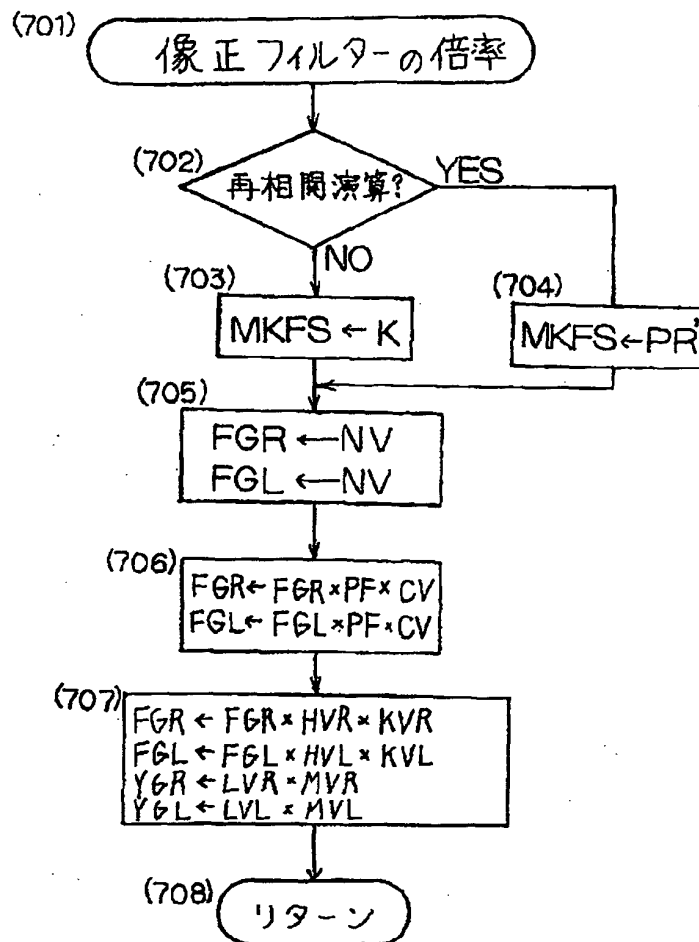 (701)
像正フィルターの倍率
(702)
再相関演算?
YES
NO
(703)
MKFS ← K
(704)
MKFS←PR'
(705)
FGR ← NV
FGL ← NV
(706)
FGR ← FGR × PF × CV
FGL ← FGL × PF × CV
(707)
FGR ← FGR × HVR × KVR
FGL ← FGL × HVL × KVL
YGR ← LVR × MVR
YGL ← LVL × MVL
(708)
リターン